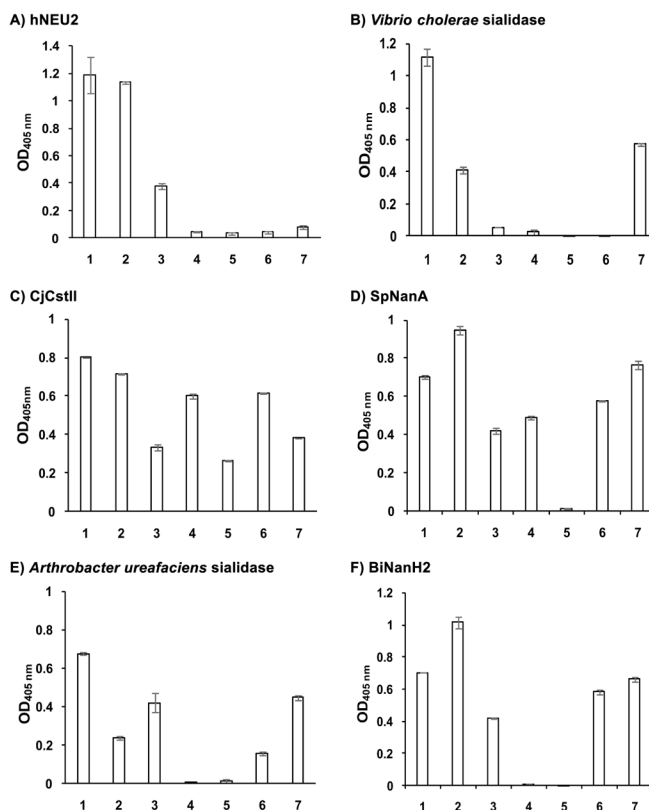 A) hNEU2
OD405 nm
1.4
1.2
1
0.8
0.6
0.4
0.2
0
1 2 3 4 5 6 7
B) Vibrio cholerae sialidase
OD405 nm
1.2
1
0.8
0.6
0.4
0.2
0
1 2 3 4 5 6 7
C) CjCstII
OD405nm
1
0.8
0.6
0.4
0.2
0
1 2 3 4 5 6 7
D) SpNanA
OD405 nm
1
0.8
0.6
0.4
0.2
0
1 2 3 4 5 6 7
E) Arthrobacter ureafaciens sialidase
OD405 nm
1
0.8
0.6
0.4
0.2
0
1 2 3 4 5 6 7
F) BiNanH2
OD405 nm
1.2
1
0.8
0.6
0.4
0.2
0
1 2 3 4 5 6 7